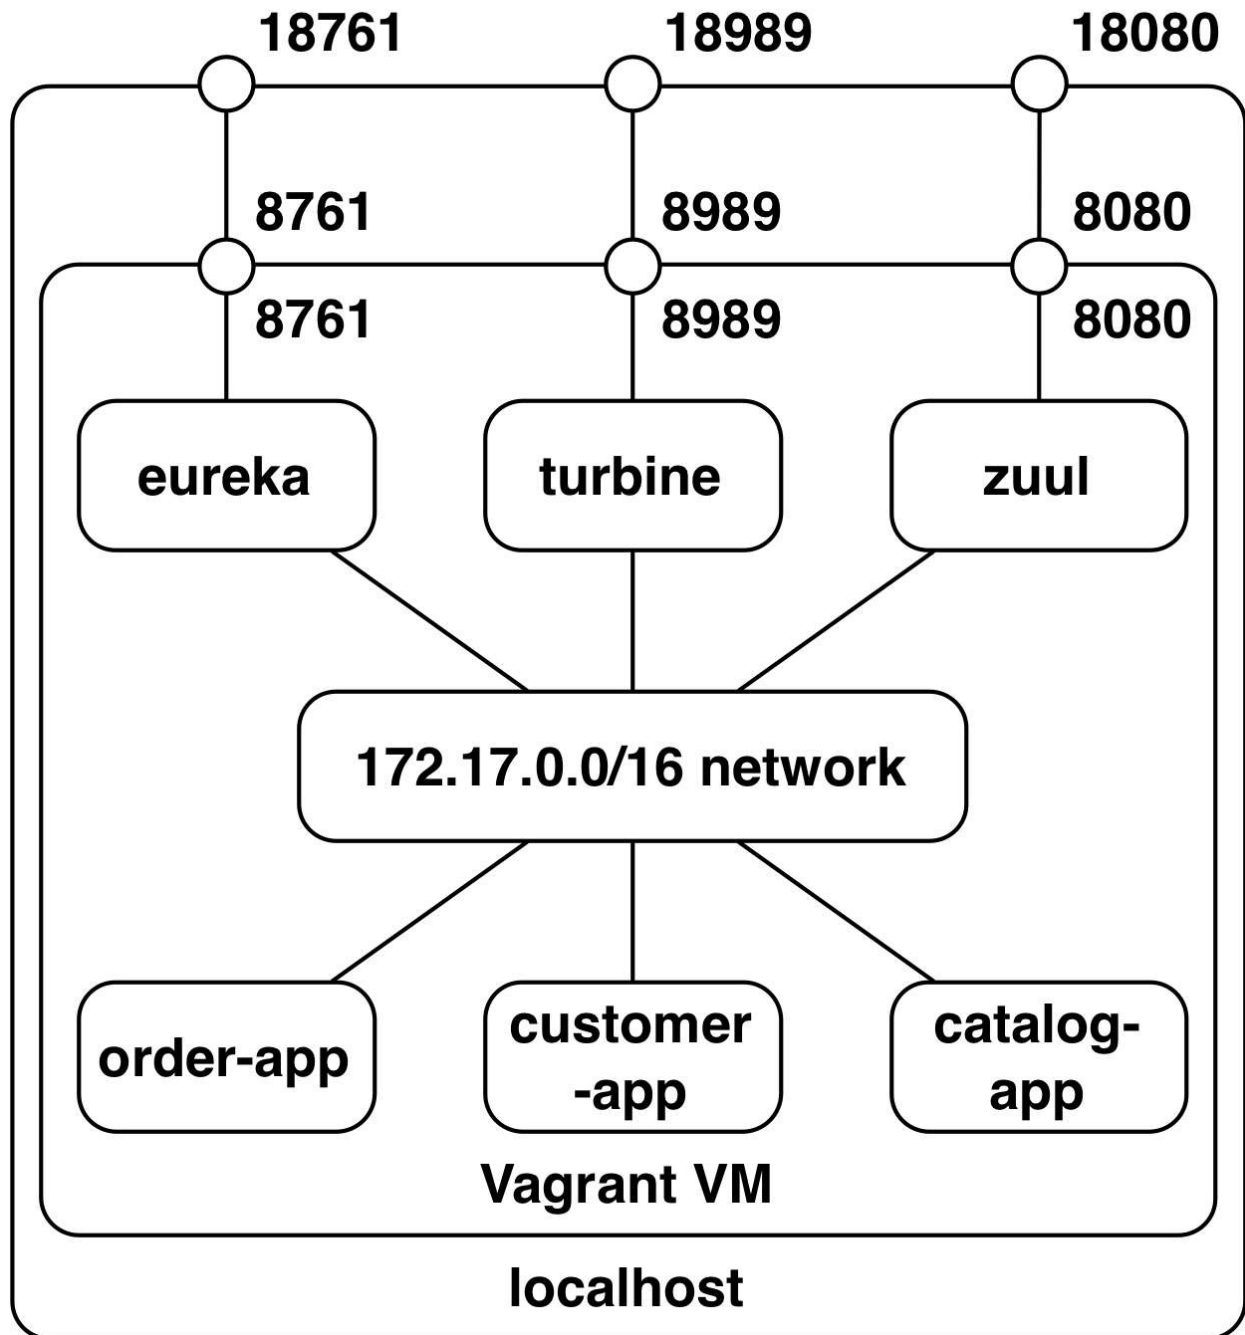 18761
18989
18080
8761
8989
8080
8761
8989
8080
eureka
turbine
zuul
172.17.0.0/16 network
order-app
customer
-app
catalog-
app
Vagrant VM
localhost